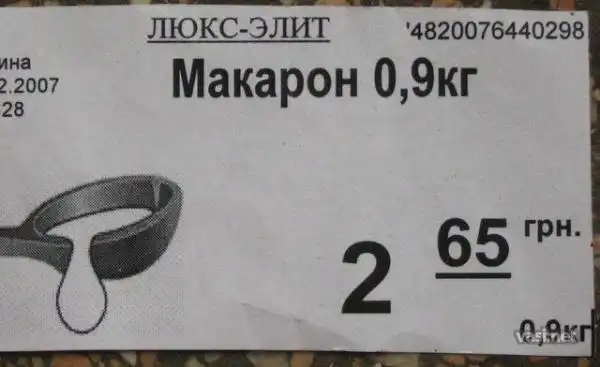 ЛЮКС-ЭЛИТ
'4820076440298
ина
2.2007
28
Макарон 0,9кг
2 65 грн.
0,9кг